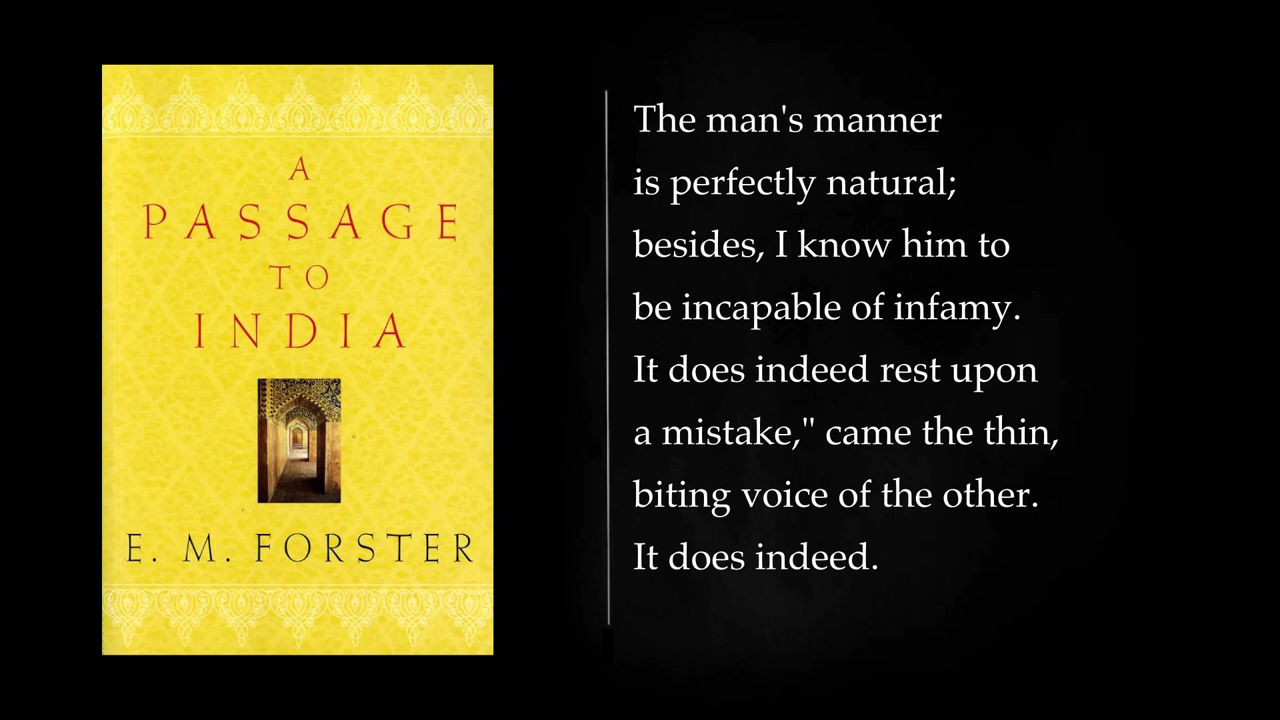 A
PASSAGE
TO
INDIA
E. M. FORSTER
The man's manner
is perfectly natural;
besides, I know him to
be incapable of infamy.
It does indeed rest upon
a mistake," came the thin,
biting voice of the other.
It does indeed.